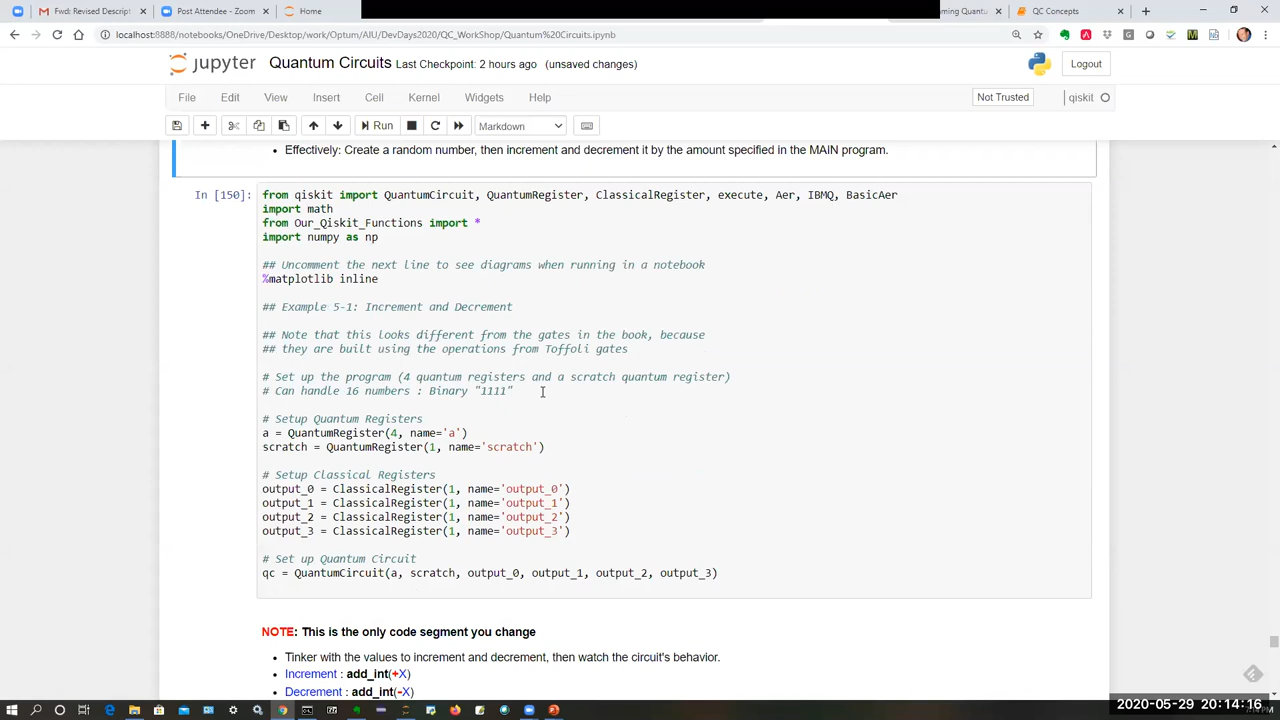 Fwd: Revised Descript
Post Attendee - Zoom
Home
ming Quantu
QC Concepts
localhost:8888/notebooks/OneDrive/Desktop/work/Optum/AIU/DevDays2020/QC_WorkShop/Quantum%20Circuits.ipynb
jupyter Quantum Circuits Last Checkpoint: 2 hours ago (unsaved changes)
Logout
File Edit View Insert Cell Kernel Widgets Help
Not Trusted
qiskit
Run
Markdown
• Effectively: Create a random number, then increment and decrement it by the amount specified in the MAIN program.
In [150]:
from qiskit import QuantumCircuit, QuantumRegister, ClassicalRegister, execute, Aer, IBMQ, BasicAer
import math
from Our_Qiskit_Functions import *
import numpy as np
## Uncomment the next line to see diagrams when running in a notebook
%matplotlib inline
## Example 5-1: Increment and Decrement
## Note that this looks different from the gates in the book, because
## they are built using the operations from Toffoli gates
# Set up the program (4 quantum registers and a scratch quantum register)
# Can handle 16 numbers : Binary "1111"
# Setup Quantum Registers
a = QuantumRegister(4, name='a')
scratch = QuantumRegister(1, name='scratch')
# Setup Classical Registers
output_0 = ClassicalRegister(1, name='output_0')
output_1 = ClassicalRegister(1, name='output_1')
output_2 = ClassicalRegister(1, name='output_2')
output_3 = ClassicalRegister(1, name='output_3')
# Set up Quantum Circuit
qc = QuantumCircuit(a, scratch, output_0, output_1, output_2, output_3)
NOTE: This is the only code segment you change
• Tinker with the values to increment and decrement, then watch the circuit's behavior.
• Increment : add_int(+X)
• Decrement : add_int(-X)
2020-05-29 20:14:16